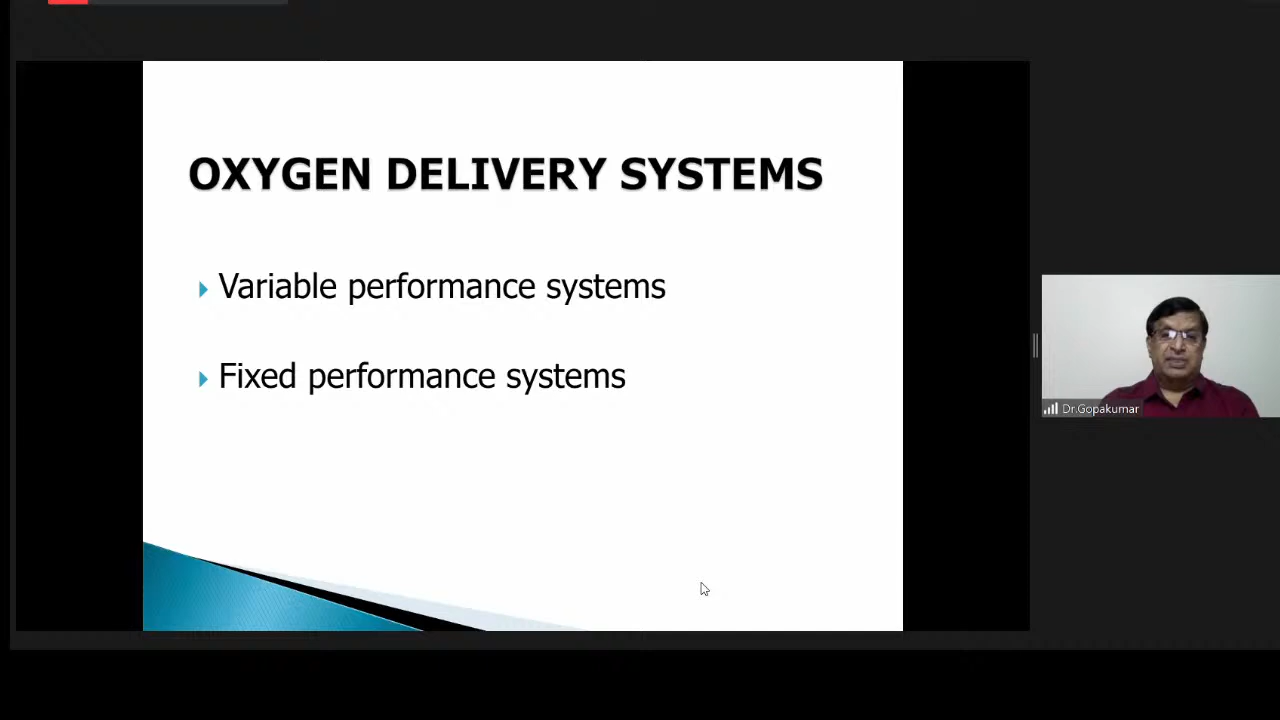 OXYGEN DELIVERY SYSTEMS
Variable performance systems
Fixed performance systems
Dr.Gopakumar